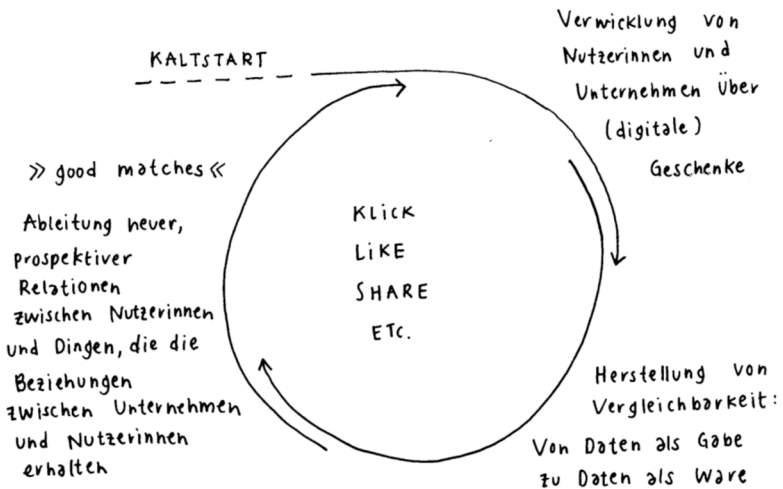 KALTSTART
Verwicklung von
Nutzerinnen und
Unternehmen über
(digitale)
Geschenke
KLICK
LIKE
SHARE
ETC.
Herstellung von
Vergleichbarkeit:
Von Daten als Gabe
zu Daten als Ware
» good matches «
Ableitung neuer,
prospektiver
Relationen
zwischen Nutzerinnen
und Dingen, die die
Beziehungen
zwischen Unternehmen
und Nutzerinnen
erhalten